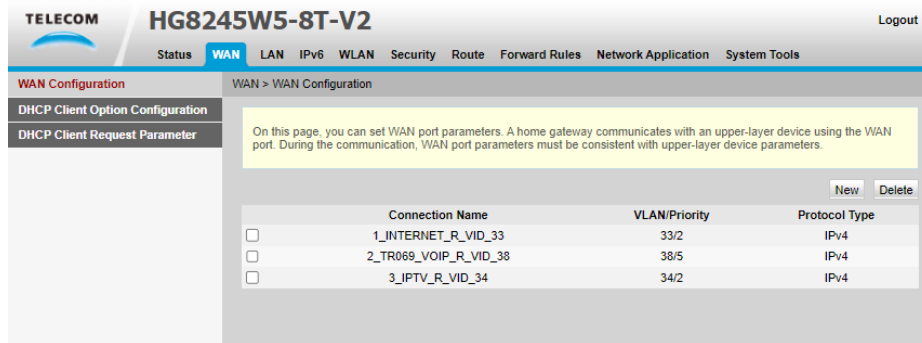 TELECOM
HG8245W5-8T-V2
Logout
Status WAN LAN IPv6 WLAN Security Route Forward Rules Network Application System Tools
WAN Configuration
WAN > WAN Configuration
DHCP Client Option Configuration
DHCP Client Request Parameter
On this page, you can set WAN port parameters. A home gateway communicates with an upper-layer device using the WAN
port. During the communication, WAN port parameters must be consistent with upper-layer device parameters.
New Delete
Connection Name VLAN/Priority Protocol Type
1_INTERNET_R_VID_33 33/2 IPv4
2_TR069_VOIP_R_VID_38 38/5 IPv4
3_IPTV_R_VID_34 34/2 IPv4